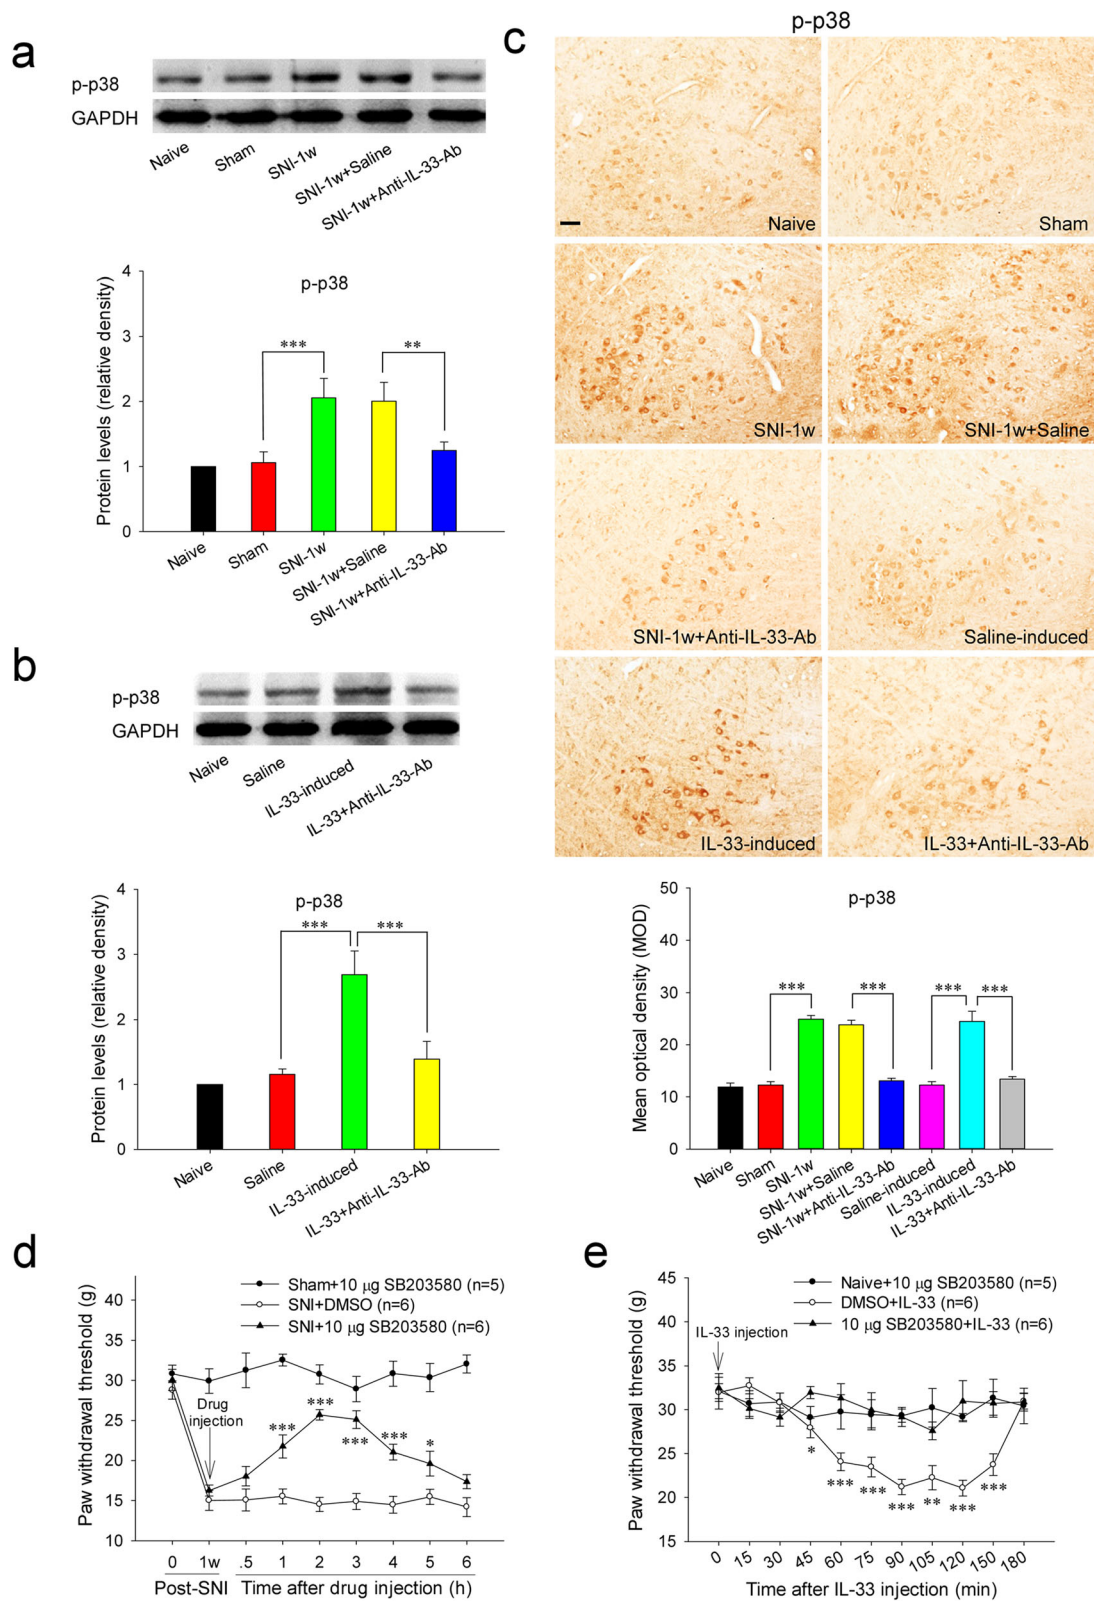 a
p-p38
GAPDH
Naive
Sham
SNI-1w
SNI-1w+Saline
SNI-1w+Anti-IL-33-Ab
p-p38
Protein levels (relative density)
4
3
2
1
0
***
**
Naive
Sham
SNI-1w
SNI-1w+Saline
SNI-1w+Anti-IL-33-Ab
b
p-p38
GAPDH
Naive
Saline
IL-33-induced
IL-33+Anti-IL-33-Ab
p-p38
Protein levels (relative density)
4
3
2
1
0
***
***
Naive
Saline
IL-33-induced
IL-33+Anti-IL-33-Ab
c
p-p38
Naive
Sham
SNI-1w
SNI-1w+Saline
SNI-1w+Anti-IL-33-Ab
Saline-induced
IL-33-induced
IL-33+Anti-IL-33-Ab
p-p38
Mean optical density (MOD)
50
40
30
20
10
0
***
***
***
***
Naive
Sham
SNI-1w
SNI-1w+Saline
SNI-1w+Anti-IL-33-Ab
Saline-induced
IL-33-induced
IL-33+Anti-IL-33-Ab
d
Sham+10 μg SB203580 (n=5)
SNI+DMSO (n=6)
SNI+10 μg SB203580 (n=6)
Paw withdrawal threshold (g)
40
35
30
25
20
15
10
Drug
injection
***
***
***
***
*
0 1w .5 1 2 3 4 5 6
Post-SNI Time after drug injection (h)
e
Naive+10 μg SB203580 (n=5)
DMSO+IL-33 (n=6)
10 μg SB203580+IL-33 (n=6)
Paw withdrawal threshold (g)
45
40
35
30
25
20
15
IL-33 injection
*
***
***
***
**
***
***
0 15 30 45 60 75 90 105 120 150 180
Time after IL-33 injection (min)